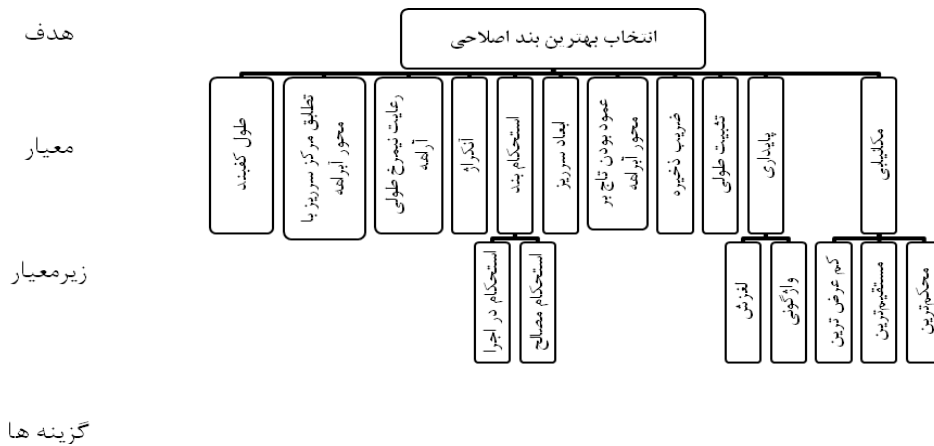 هدف
انتخاب بهترین بند اصلاحی
معیار
مکانیابی
پایداری
تثبیت طولی
ضریب ذخیره
عمود بودن تاج بر
محور آبراهه
ابعاد سرریز
استحکام بند
آنکراژ
رعایت نیمرخ طولی
آراهه
تطابق مرکز سرریز با
محور آبراهه
طول کفبند
زیرمعیار
محکم‌ترین
مستقیم‌ترین
کم عرض ترین
واژگونی
لغزش
استحکام مصالح
استحکام در اجرا
گزینه ها